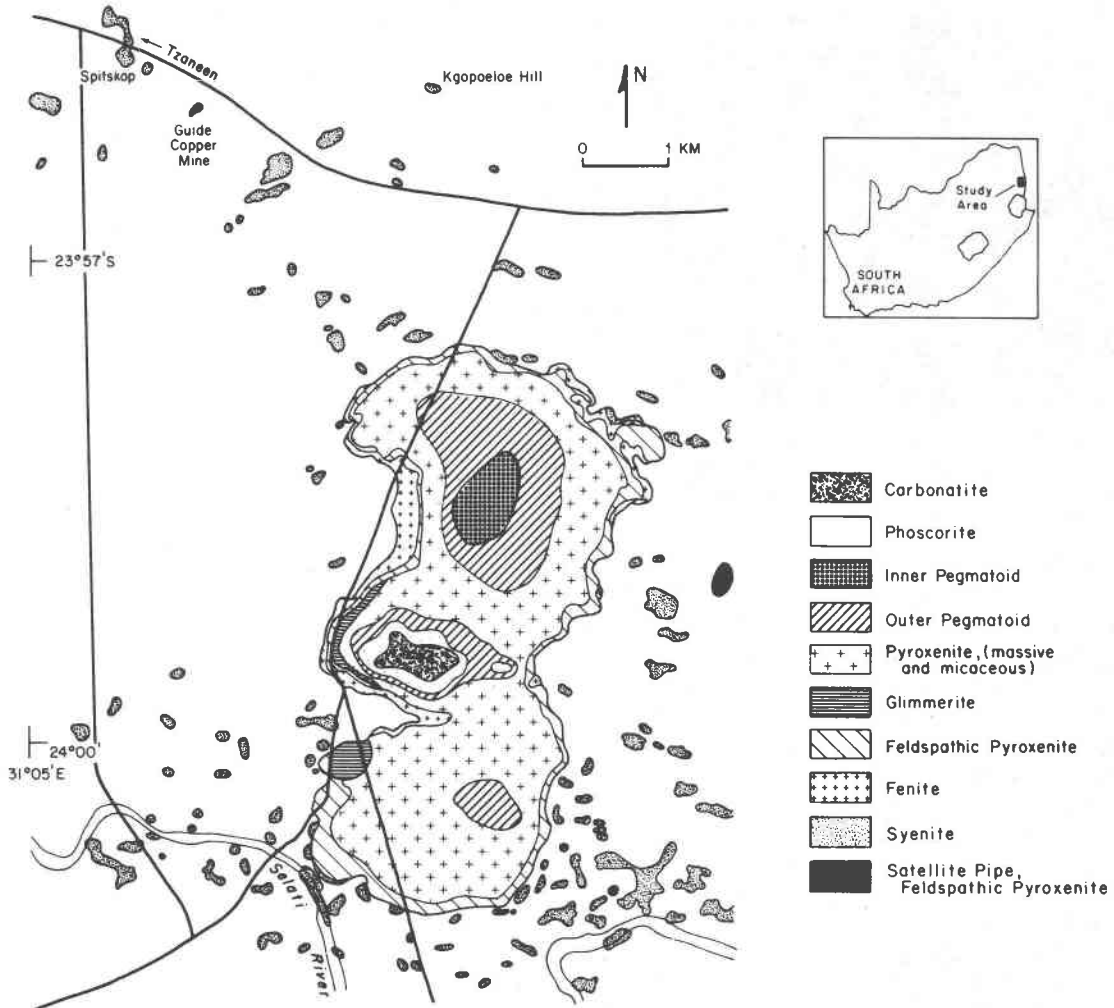 Tzaneen
Spitskop
Kgopoeloe Hill
N
Guide
Copper
Mine
0 1 KM
Study
Area
SOUTH
AFRICA
23°57'S
24°00'
31°05'E
Selati
River
Carbonatite
Phoscorite
Inner Pegmatoid
Outer Pegmatoid
Pyroxenite, (massive
and micaceous)
Glimmerite
Feldspathic Pyroxenite
Fenite
Syenite
Satellite Pipe,
Feldspathic Pyroxenite